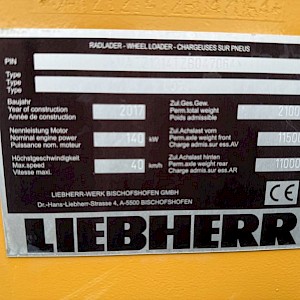 RADLADER - WHEEL LOADER - CHARGEUSES SUR PNEUS
PIN
Type
Type
Type
Baujahr
Year of construction 2017
Année de construction
Zul.Ges.Gew.
Perm.total weight
Poids admissible
Nennleistung Motor
Nominal engine power 140 kW
Puissance nom. moteur
Zul.Achslast vorn
Perm.axle weight front
Charge admis.sur ess.AV
Höchstgeschwindigkeit
Max.speed 40 km/h
Vitesse maxi.
Zul.Achslast hinten
Perm.axle weight rear
Charge admis.sur ess.AR
LIEBHERR-WERK BISCHOFSHOFEN GMBH
Dr.-Hans-Liebherr-Strasse 4, A-5500 BISCHOFSHOFEN
CE
LIEBHERR